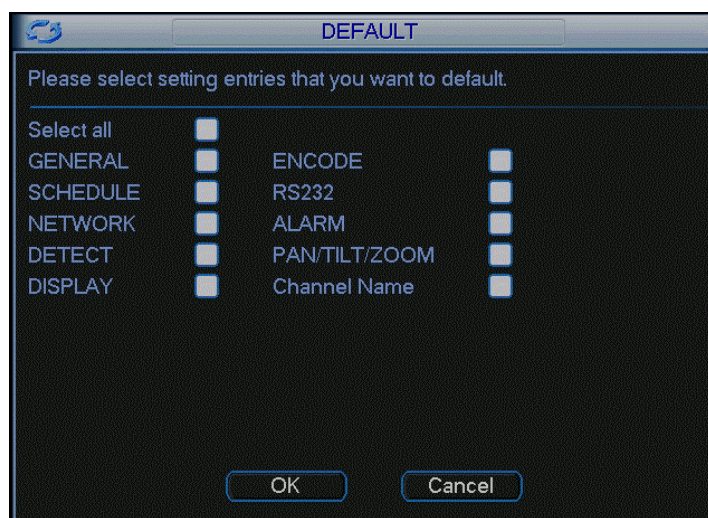 DEFAULT
Please select setting entries that you want to default.
Select all
GENERAL ENCODE
SCHEDULE RS232
NETWORK ALARM
DETECT PAN/TILT/ZOOM
DISPLAY Channel Name
OK Cancel